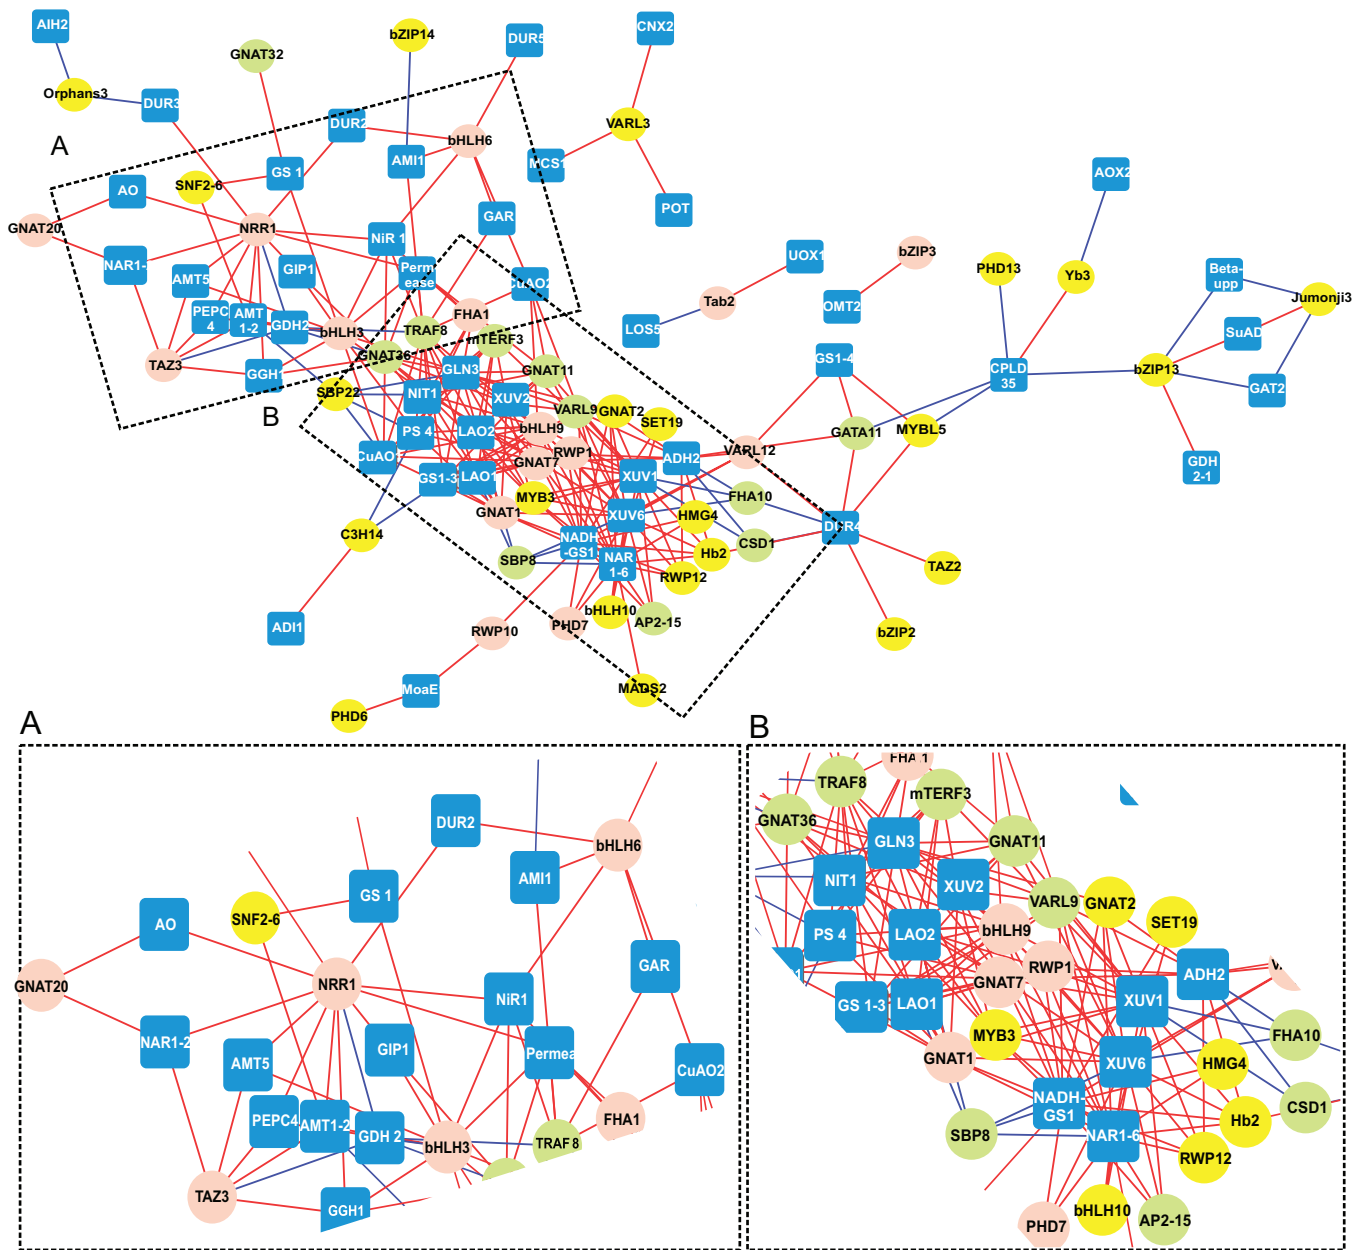 AIH2
GNAT32
bZIP14
DUR5
CNX2
Orphans3
DUR3
DUR2
bHLH6
VARL3
A
AMI1
MCS1
AO
SNF2-6
GS 1
AOX2
GNAT20
NRR1
NiR 1
GAR
POT
NAR1-
AMT5
GIP1
Perm-
ease
CuAO2
UOX1
bZIP3
PHD13
Yb3
Beta-
upp
Jumonji3
PEPC
4
AMT
1-2
GDH2
bHLH3
TRAF8
FHA1
Tab2
LOS5
OMT2
SuAD
TAZ3
GGH1
GNAT36
mTERF3
GNAT11
GLN3
GS1-4
CPLD
35
bZIP13
GAT2
SBP22
B
NIT1
XUV2
VARL9
GNAT2
SET19
PS 4
LAO2
bHLH9
GATA11
MYBL5
CuAO1
GNAT7
RWP1
ADH2
VARL12
GDH
2-1
GS1-3
LAO1
XUV1
MYB3
FHA10
GNAT1
XUV6
HMG4
DUR4
C3H14
NADH
-GS1
CSD1
SBP8
NAR
1-6
Hb2
TAZ2
RWP12
ADI1
RWP10
PHD7
bHLH10
AP2-15
bZIP2
MoaE
MADS2
PHD6
A
DUR2
bHLH6
AMI1
GS 1
SNF2-6
AO
GAR
GNAT20
NRR1
NiR1
NAR1-2
AMT5
GIP1
Permea
CuAO2
PEPC4
AMT1-2
GDH 2
bHLH3
TRAF 8
FHA1
TAZ3
GGH1
B
FHA1
TRAF8
mTERF3
GNAT36
GLN3
GNAT11
NIT1
XUV2
VARL9
GNAT2
SET19
PS 4
LAO2
bHLH9
RWP1
ADH2
V
GNAT7
GS 1-3
LAO1
XUV1
MYB3
FHA10
GNAT1
XUV6
HMG4
NADH-
GS1
CSD1
SBP8
NAR1-6
Hb2
RWP12
PHD7
bHLH10
AP2-15